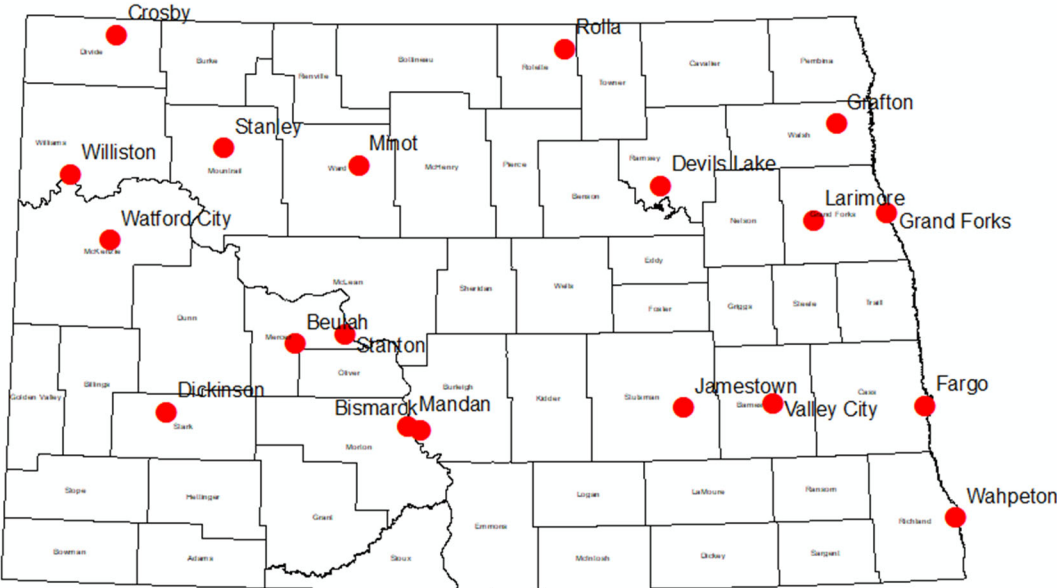 Crosby
Rolla
Divide
Burke
Renville
Bottineau
Rolette
Towner
Cavalier
Pembina
Grafton
Stanley
Minot
Walsh
Williams
Williston
Mountrail
Ward
McHenry
Pierce
Ramsey
Devils Lake
Benson
Larimore
Watford City
Nelson
Grand Forks
Grand Forks
McKenzie
Eddy
McLean
Sheridan
Wells
Foster
Griggs
Steele
Traill
Dunn
Beulah
Mercer
Stanton
Oliver
Billings
Golden Valley
Dickinson
Burleigh
Kidder
Stutsman
Jamestown
Cass
Fargo
Bismarck
Mandan
Barnes
Valley City
Stark
Morton
Slope
Hettinger
Logan
LaMoure
Ransom
Wahpeton
Grant
Emmons
Richland
Bowman
Adams
Sioux
McIntosh
Dickey
Sargent